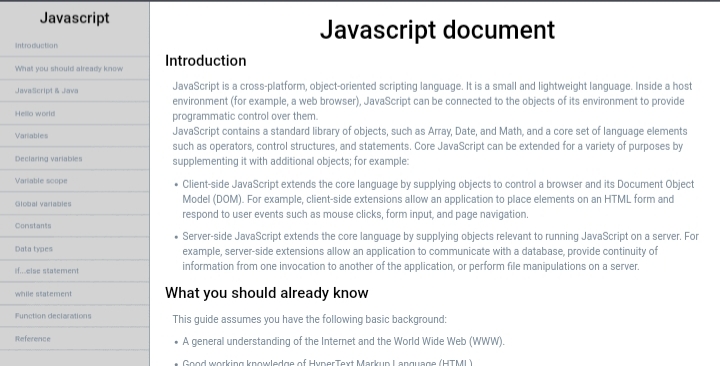 Javascript
Introduction
What you should already know
JavaScript & Java
Hello world
Variables
Declaring variables
Variable scope
Global variables
Constants
Data types
if...else statement
while statement
Function declarations
Reference
Javascript document
Introduction
JavaScript is a cross-platform, object-oriented scripting language. It is a small and lightweight language. Inside a host
environment (for example, a web browser), JavaScript can be connected to the objects of its environment to provide
programmatic control over them.
JavaScript contains a standard library of objects, such as Array, Date, and Math, and a core set of language elements
such as operators, control structures, and statements. Core JavaScript can be extended for a variety of purposes by
supplementing it with additional objects; for example:
• Client-side JavaScript extends the core language by supplying objects to control a browser and its Document Object
Model (DOM). For example, client-side extensions allow an application to place elements on an HTML form and
respond to user events such as mouse clicks, form input, and page navigation.
• Server-side JavaScript extends the core language by supplying objects relevant to running JavaScript on a server. For
example, server-side extensions allow an application to communicate with a database, provide continuity of
information from one invocation to another of the application, or perform file manipulations on a server.
What you should already know
This guide assumes you have the following basic background:
• A general understanding of the Internet and the World Wide Web (WWW).
• Good working knowledge of HyperText Markup Language (HTML).